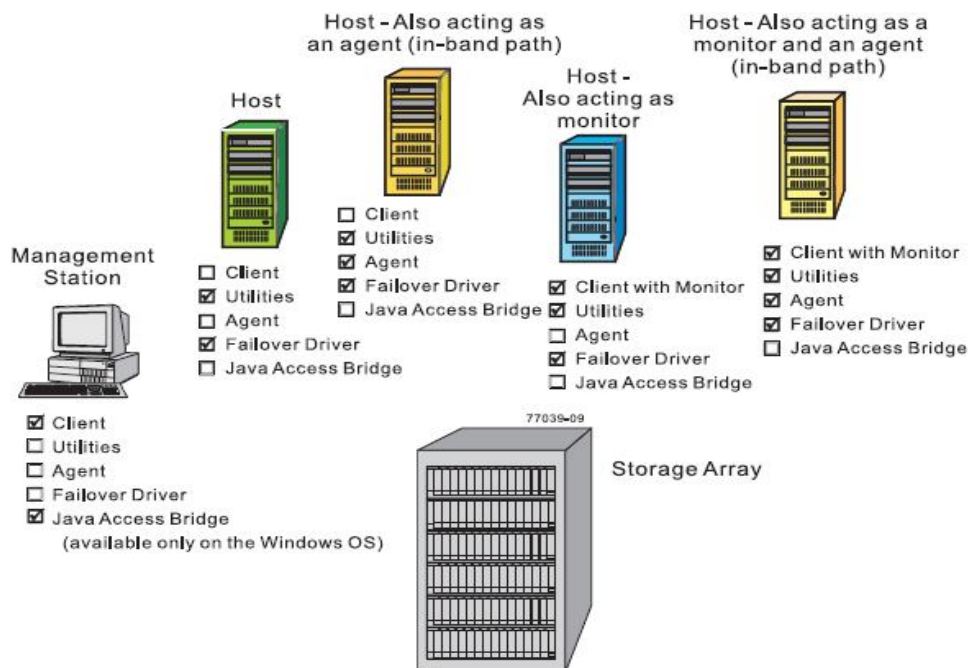 Host - Also acting as
an agent (in-band path)
Host - Also acting as a
monitor and an agent
(in-band path)
Host
Host -
Also acting as
monitor
Management
Station
Client
Utilities
Agent
Failover Driver
Java Access Bridge
(available only on the Windows OS)
Client
Utilities
Agent
Failover Driver
Java Access Bridge
Client
Utilities
Agent
Failover Driver
Java Access Bridge
Client with Monitor
Utilities
Agent
Failover Driver
Java Access Bridge
Client with Monitor
Utilities
Agent
Failover Driver
Java Access Bridge
77039-09
Storage Array